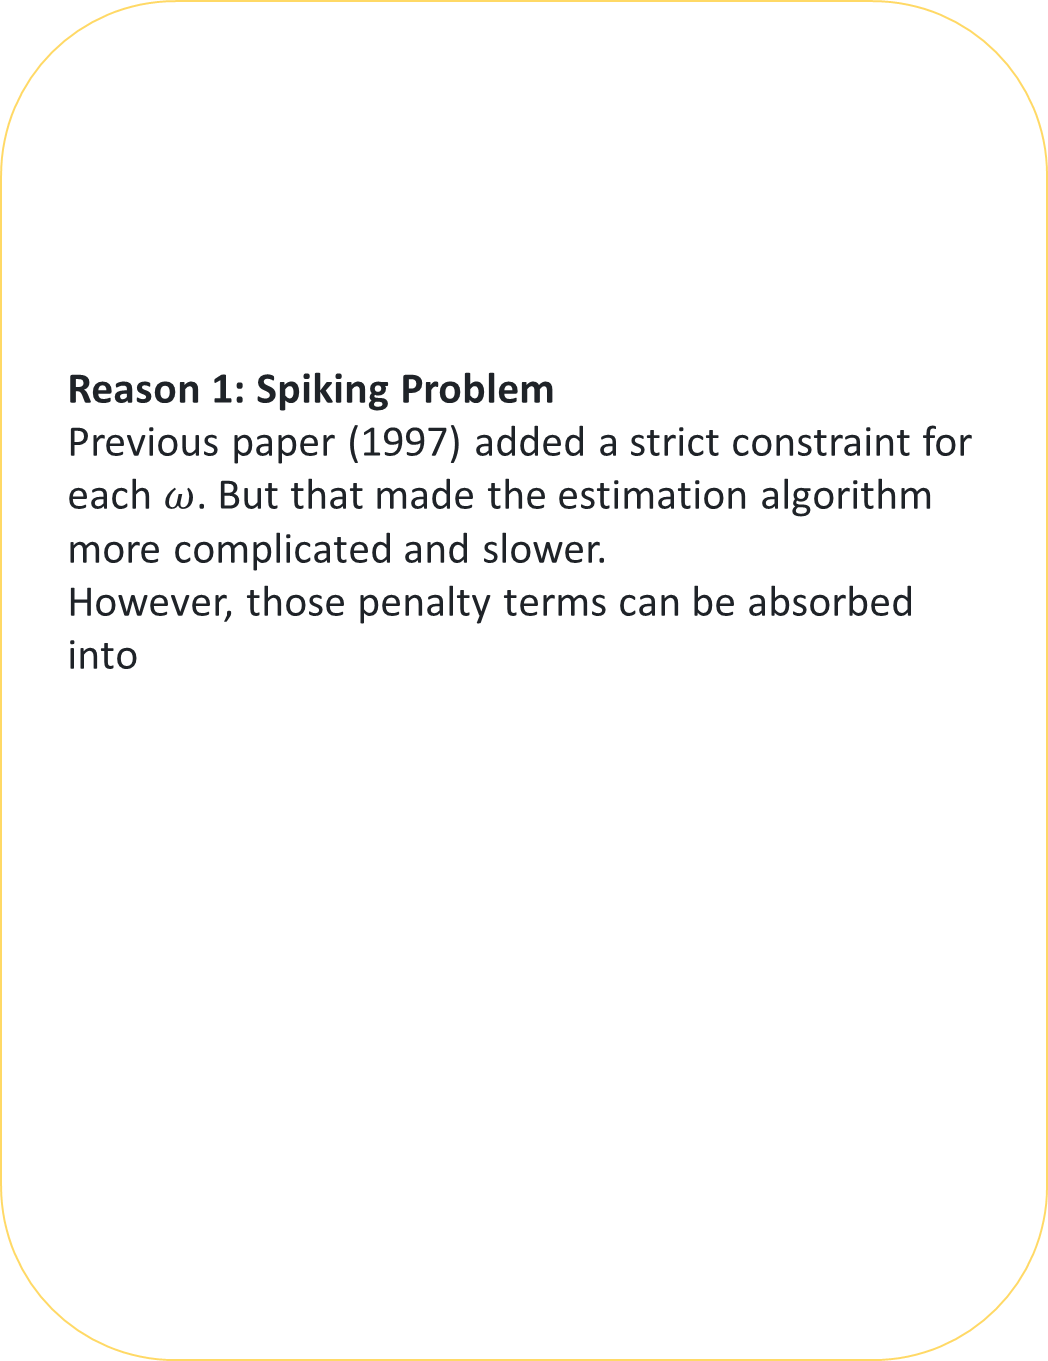 Reason 1: Spiking Problem
Previous paper (1997) added a strict constraint for
each 𝜔. But that made the estimation algorithm
more complicated and slower.
However, those penalty terms can be absorbed
into